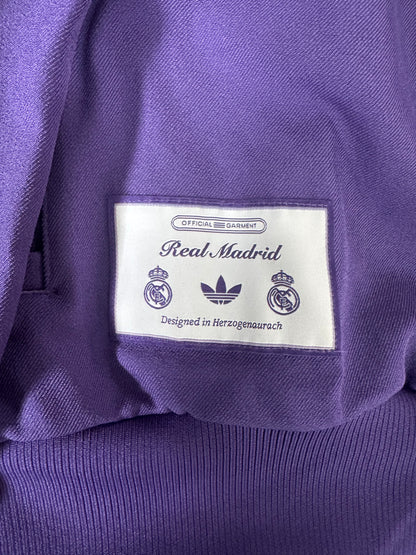 OFFICIAL GARMENT
Real Madrid
Designed in Herzogenaurach